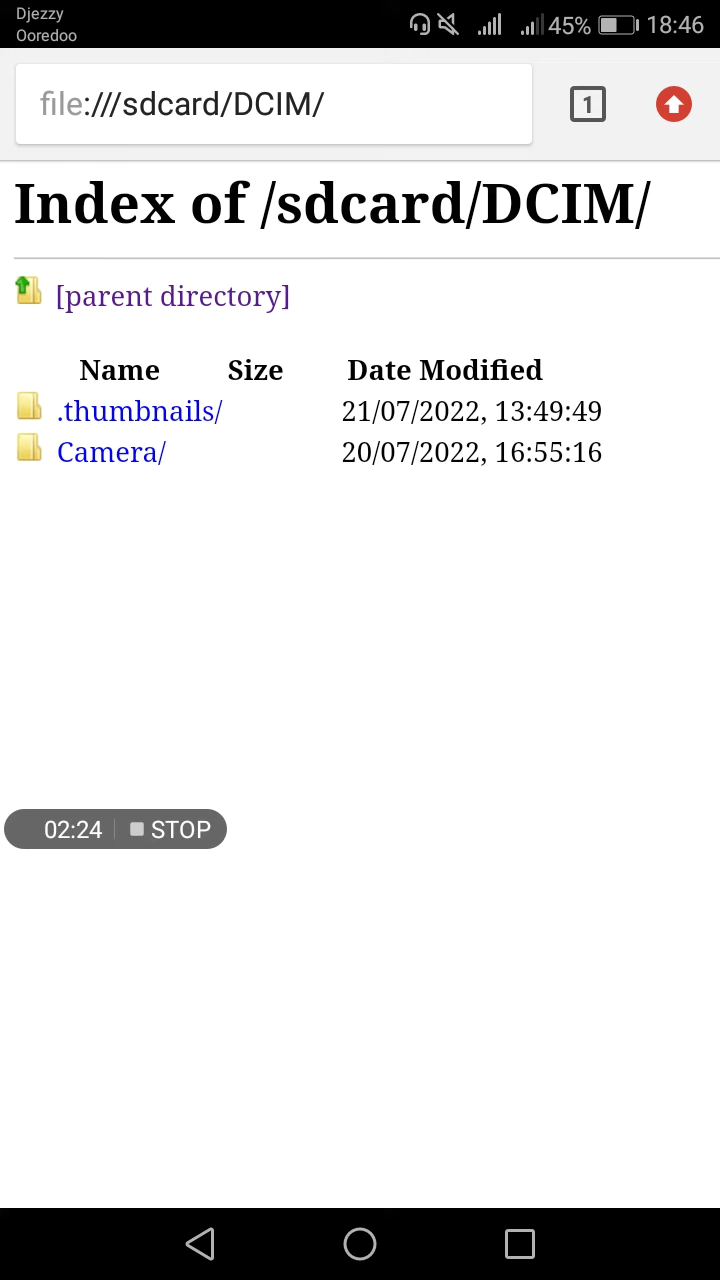 Djezzy
Ooredoo
45% 18:46
file:///sdcard/DCIM/
1
Index of /sdcard/DCIM/
[parent directory]
Name Size Date Modified
.thumbnails/ 21/07/2022, 13:49:49
Camera/ 20/07/2022, 16:55:16
02:24 STOP